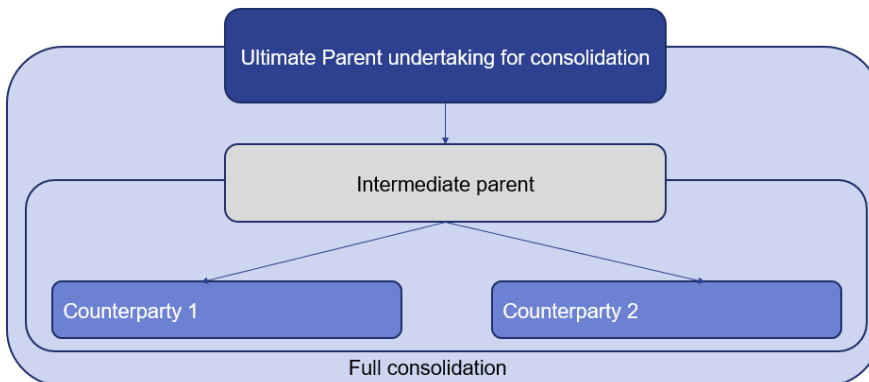 Ultimate Parent undertaking for consolidation
Intermediate parent
Counterparty 1
Counterparty 2
Full consolidation